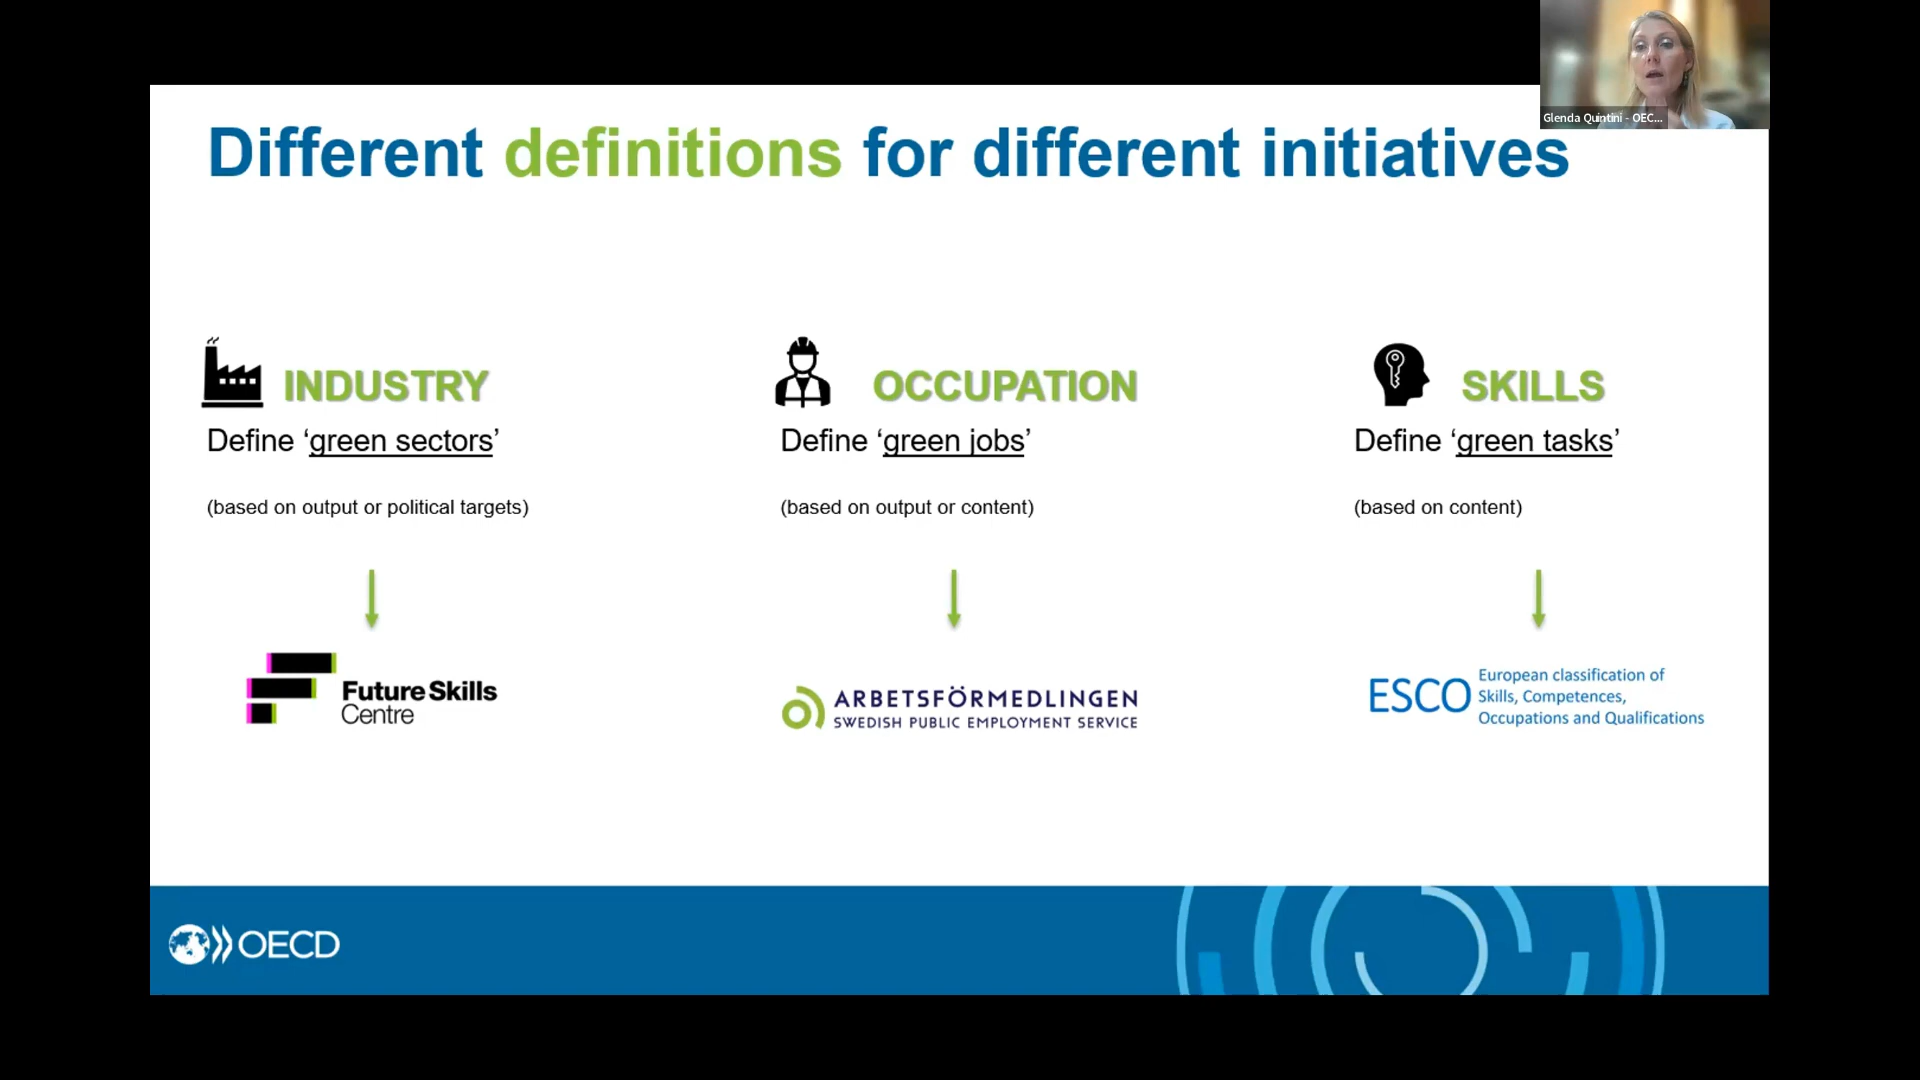 Glenda Quintini - OEC...
Different definitions for different initiatives
INDUSTRY
Define ‘green sectors’
(based on output or political targets)
Future Skills
Centre
OCCUPATION
Define ‘green jobs’
(based on output or content)
ARBETSFÖRMEDLINGEN
SWEDISH PUBLIC EMPLOYMENT SERVICE
SKILLS
Define ‘green tasks’
(based on content)
ESCO
European classification of
Skills, Competences,
Occupations and Qualifications
OECD